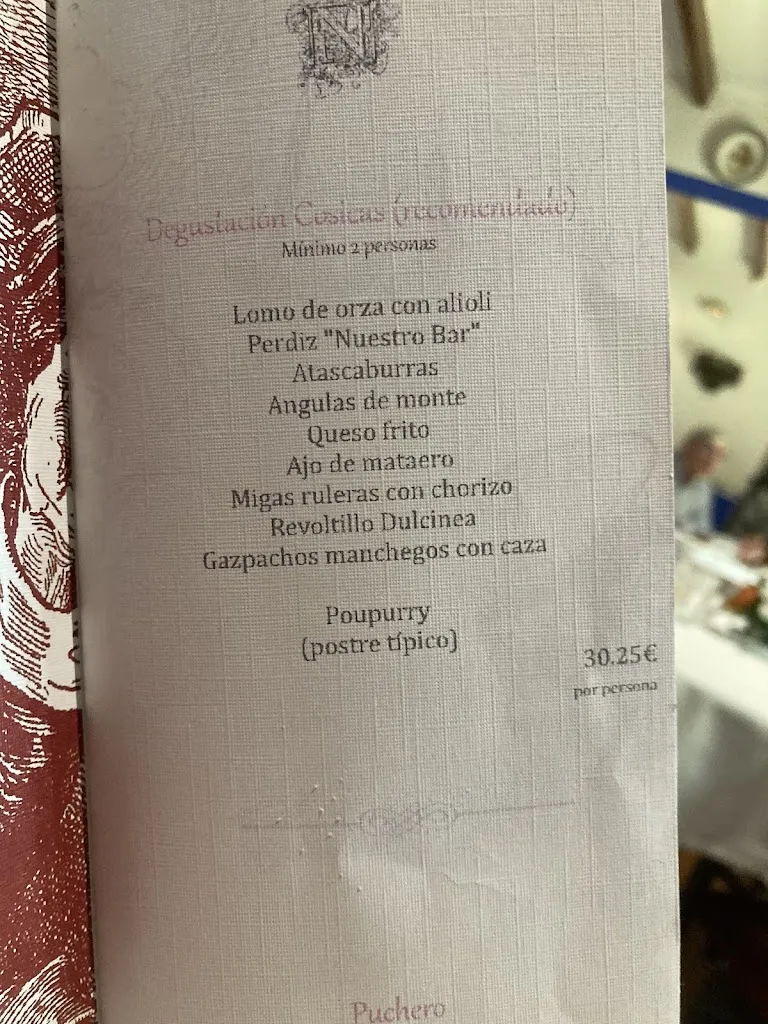 N
Degustación Cosicas (recomendado)
Mínimo 2 personas
Lomo de orza con alioli
Perdiz "Nuestro Bar"
Atascaburras
Angulas de monte
Queso frito
Ajo de mataero
Migas ruleras con chorizo
Revoltillo Dulcinea
Gazpachos manchegos con caza
Poupurry
(postre típico)
30.25€
por persona
Puchero